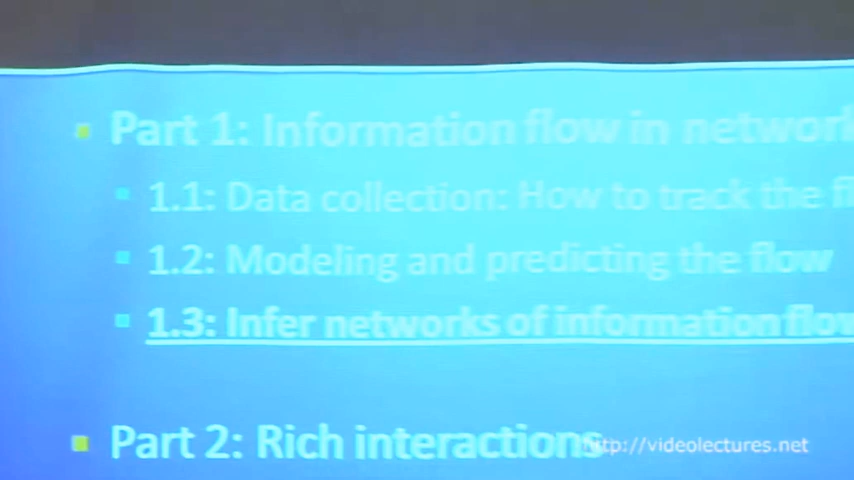 Part 1: Information flow in network
1.1: Data collection: How to track the fl
1.2: Modeling and predicting the flow
1.3: Infer networks of information flow
Part 2: Rich interactions
http://videolectures.net